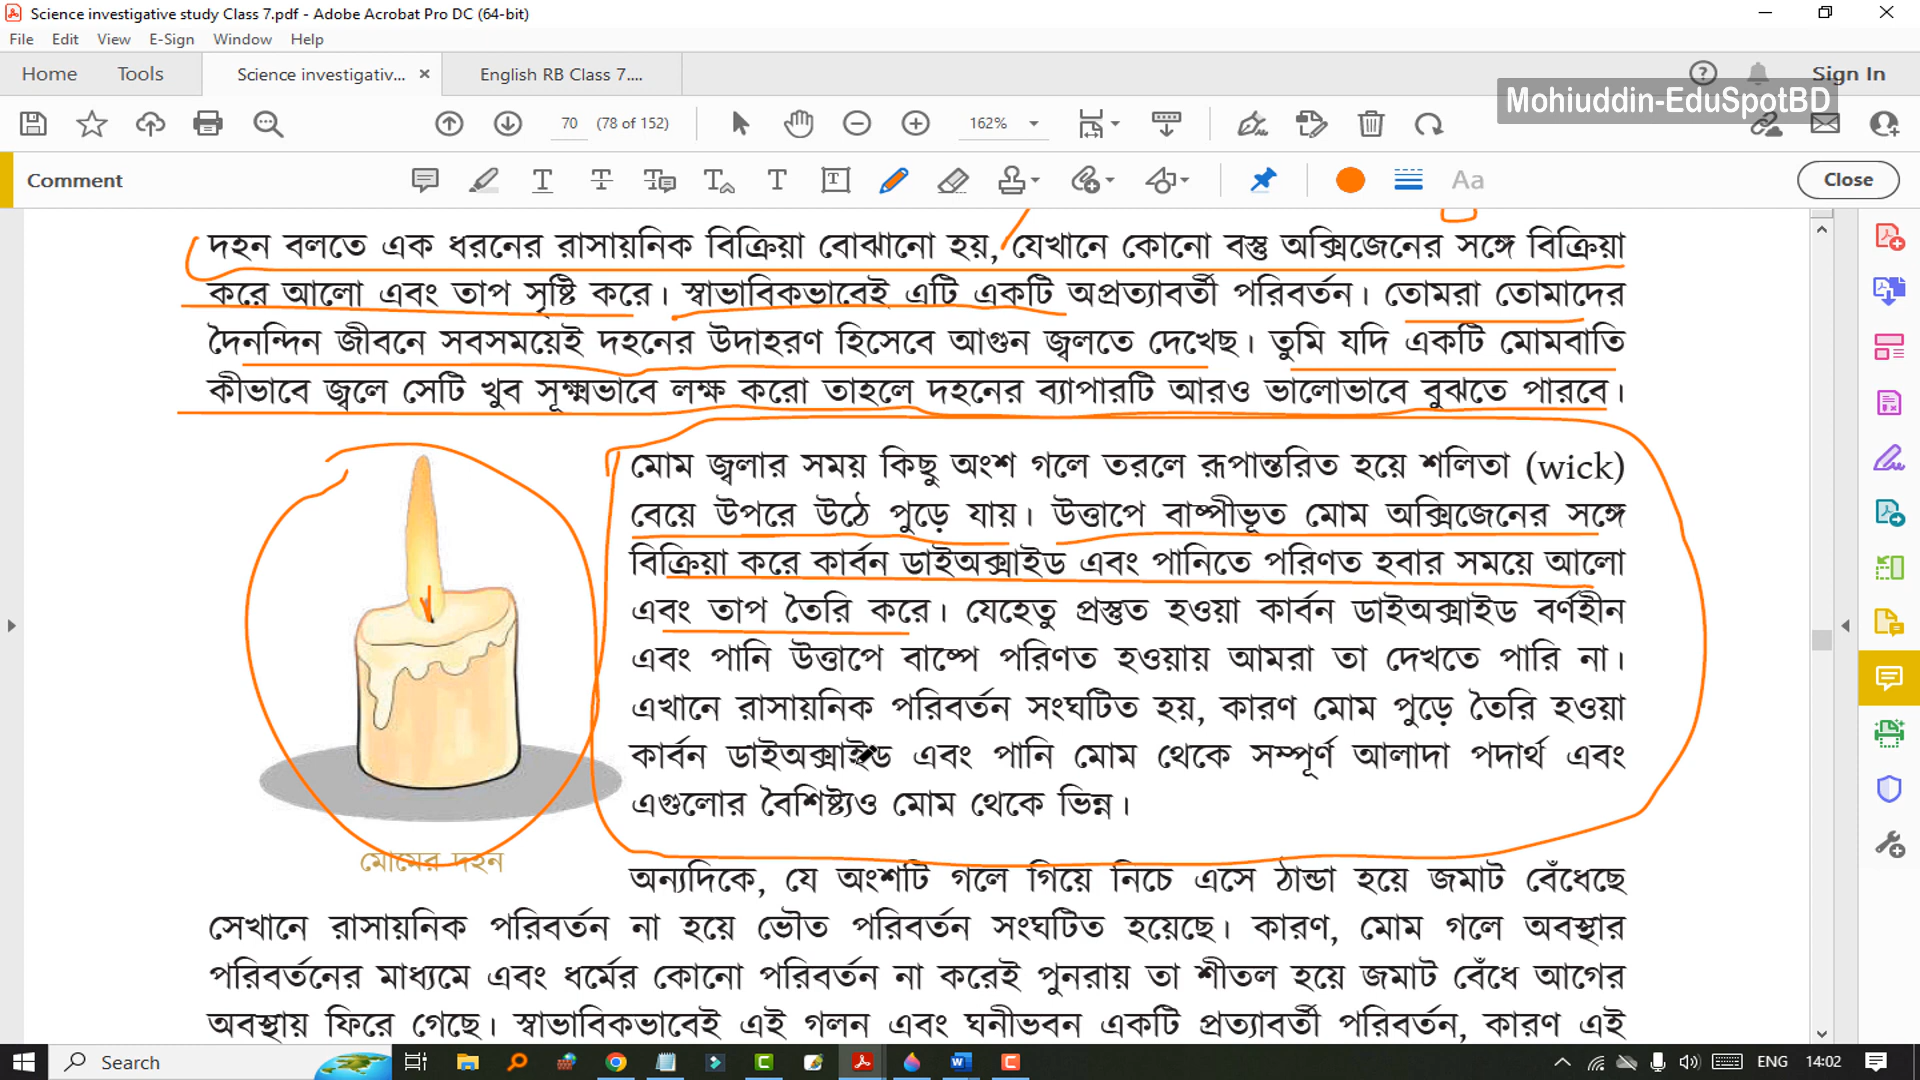 Science investigative study Class 7.pdf - Adobe Acrobat Pro DC (64-bit)
File Edit View E-Sign Window Help
Home Tools Science investigativ... × English RB Class 7.... Sign In
Mohiuddin-EduSpotBD
70 (78 of 152) 162%
Comment Aa Close
দহন বলতে এক ধরনের রাসায়নিক বিক্রিয়া বোঝানো হয়, যেখানে কোনো বস্তু অক্সিজেনের সঙ্গে বিক্রিয়া
করে আলো এবং তাপ সৃষ্টি করে। স্বাভাবিকভাবেই এটি একটি অপ্রত্যাবর্তী পরিবর্তন। তোমরা তোমাদের
দৈনন্দিন জীবনে সবসময়েই দহনের উদাহরণ হিসেবে আগুন জ্বলতে দেখেছ। তুমি যদি একটি মোমবাতি
কীভাবে জ্বলে সেটি খুব সূক্ষ্মভাবে লক্ষ করো তাহলে দহনের ব্যাপারটি আরও ভালোভাবে বুঝতে পারবে।
মোম জ্বলার সময় কিছু অংশ গলে তরলে রূপান্তরিত হয়ে শলিতা (wick)
বেয়ে উপরে উঠে পুড়ে যায়। উত্তাপে বাষ্পীভূত মোম অক্সিজেনের সঙ্গে
বিক্রিয়া করে কার্বন ডাইঅক্সাইড এবং পানিতে পরিণত হবার সময়ে আলো
এবং তাপ তৈরি করে। যেহেতু প্রস্তুত হওয়া কার্বন ডাইঅক্সাইড বর্ণহীন
এবং পানি উত্তাপে বাষ্পে পরিণত হওয়ায় আমরা তা দেখতে পারি না।
এখানে রাসায়নিক পরিবর্তন সংঘটিত হয়, কারণ মোম পুড়ে তৈরি হওয়া
কার্বন ডাইঅক্সাইড এবং পানি মোম থেকে সম্পূর্ণ আলাদা পদার্থ এবং
এগুলোর বৈশিষ্ট্যও মোম থেকে ভিন্ন।
মোমের দহন
অন্যদিকে, যে অংশটি গলে গিয়ে নিচে এসে ঠান্ডা হয়ে জমাট বেঁধেছে
সেখানে রাসায়নিক পরিবর্তন না হয়ে ভৌত পরিবর্তন সংঘটিত হয়েছে। কারণ, মোম গলে অবস্থার
পরিবর্তনের মাধ্যমে এবং ধর্মের কোনো পরিবর্তন না করেই পুনরায় তা শীতল হয়ে জমাট বেঁধে আগের
অবস্থায় ফিরে গেছে। স্বাভাবিকভাবেই এই গলন এবং ঘনীভবন একটি প্রত্যাবর্তী পরিবর্তন, কারণ এই
Search ENG 14:02